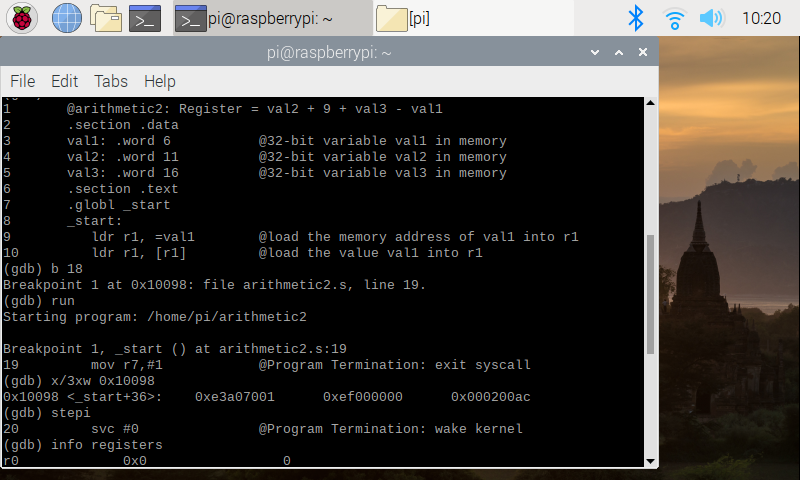 pi@raspberrypi: ~
[pi]
10:20
pi@raspberrypi: ~
File Edit Tabs Help
1 @arithmetic2: Register = val2 + 9 + val3 - val1
2 .section .data
3 val1: .word 6 @32-bit variable val1 in memory
4 val2: .word 11 @32-bit variable val2 in memory
5 val3: .word 16 @32-bit variable val3 in memory
6 .section .text
7 .globl _start
8 _start:
9 ldr r1, =val1 @load the memory address of val1 into r1
10 ldr r1, [r1] @load the value val1 into r1
(gdb) b 18
Breakpoint 1 at 0x10098: file arithmetic2.s, line 19.
(gdb) run
Starting program: /home/pi/arithmetic2
Breakpoint 1, _start () at arithmetic2.s:19
19 mov r7,#1 @Program Termination: exit syscall
(gdb) x/3xw 0x10098
0x10098 <_start+36>: 0xe3a07001 0xef000000 0x000200ac
(gdb) stepi
20 svc #0 @Program Termination: wake kernel
(gdb) info registers
r0 0x0 0